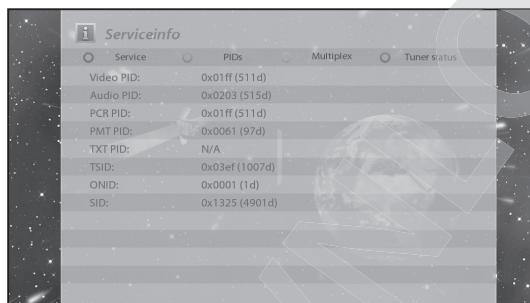 Serviceinfo
Service PIDs Multiplex Tuner status
Video PID: 0x01ff (511d)
Audio PID: 0x0203 (515d)
PCR PID: 0x01ff (511d)
PMT PID: 0x0061 (97d)
TXT PID: N/A
TSID: 0x03ef (1007d)
ONID: 0x0001 (1d)
SID: 0x1325 (4901d)